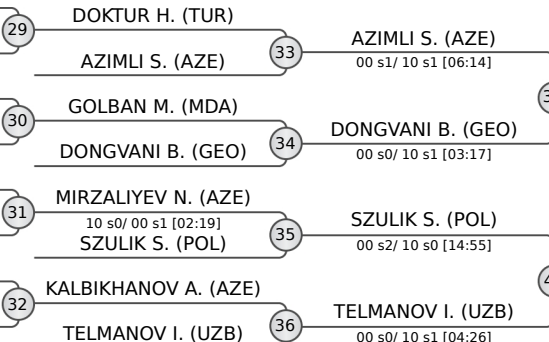 29
DOKTUR H. (TUR)
AZIMLI S. (AZE)
33
AZIMLI S. (AZE)
00 s1/ 10 s1 [06:14]
30
GOLBAN M. (MDA)
DONGVANI B. (GEO)
34
DONGVANI B. (GEO)
00 s0/ 10 s1 [03:17]
31
MIRZALIYEV N. (AZE)
10 s0/ 00 s1 [02:19]
SZULIK S. (POL)
35
SZULIK S. (POL)
00 s2/ 10 s0 [14:55]
32
KALBIKHANOV A. (AZE)
TELMANOV I. (UZB)
36
TELMANOV I. (UZB)
00 s0/ 10 s1 [04:26]